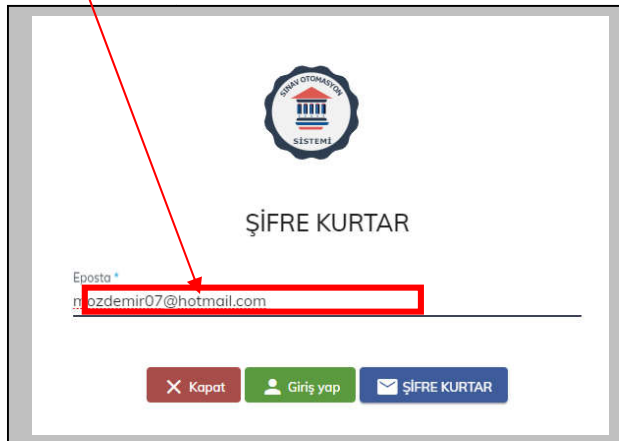 SINAV OTOMASYON
SİSTEMİ
ŞİFRE KURTAR
Eposta *
mozdemir07@hotmail.com
Kapat
Giriş yap
ŞİFRE KURTAR